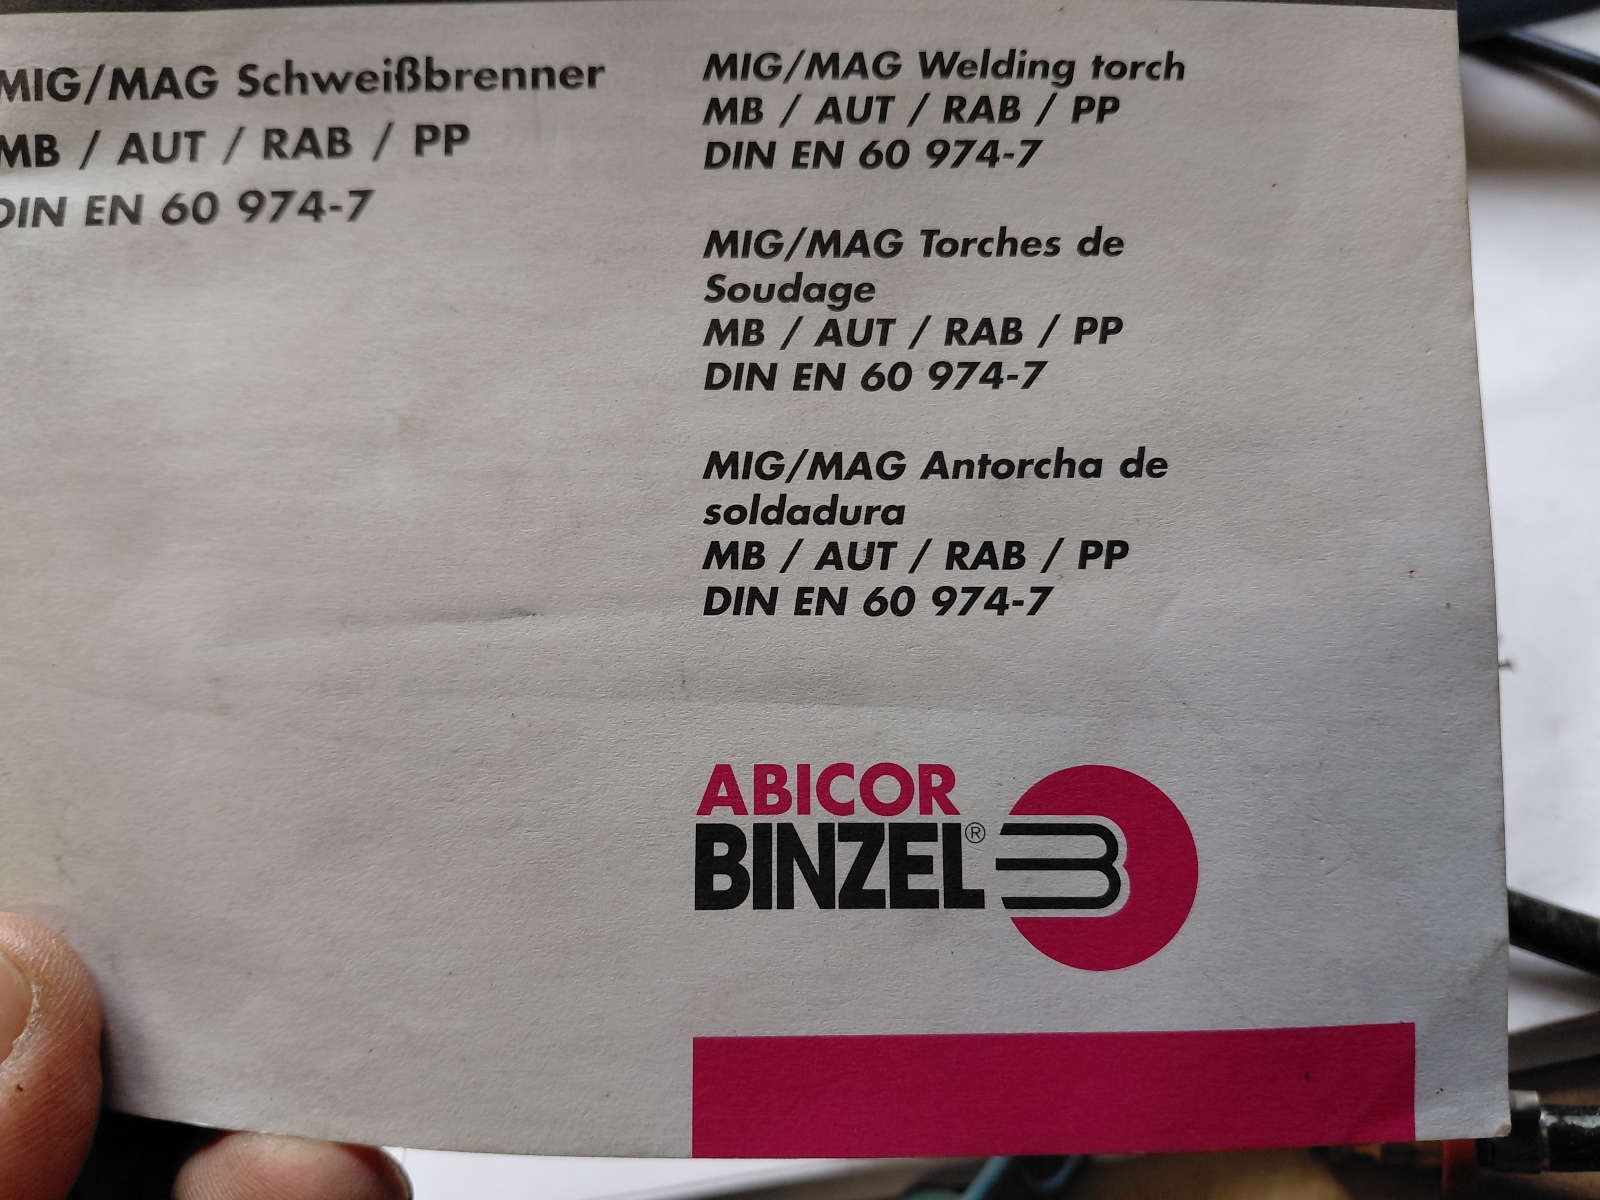 MIG/MAG Schweißbrenner
MB / AUT / RAB / PP
DIN EN 60 974-7
MIG/MAG Welding torch
MB / AUT / RAB / PP
DIN EN 60 974-7
MIG/MAG Torches de
Soudage
MB / AUT / RAB / PP
DIN EN 60 974-7
MIG/MAG Antorcha de
soldadura
MB / AUT / RAB / PP
DIN EN 60 974-7
ABICOR
BINZEL®